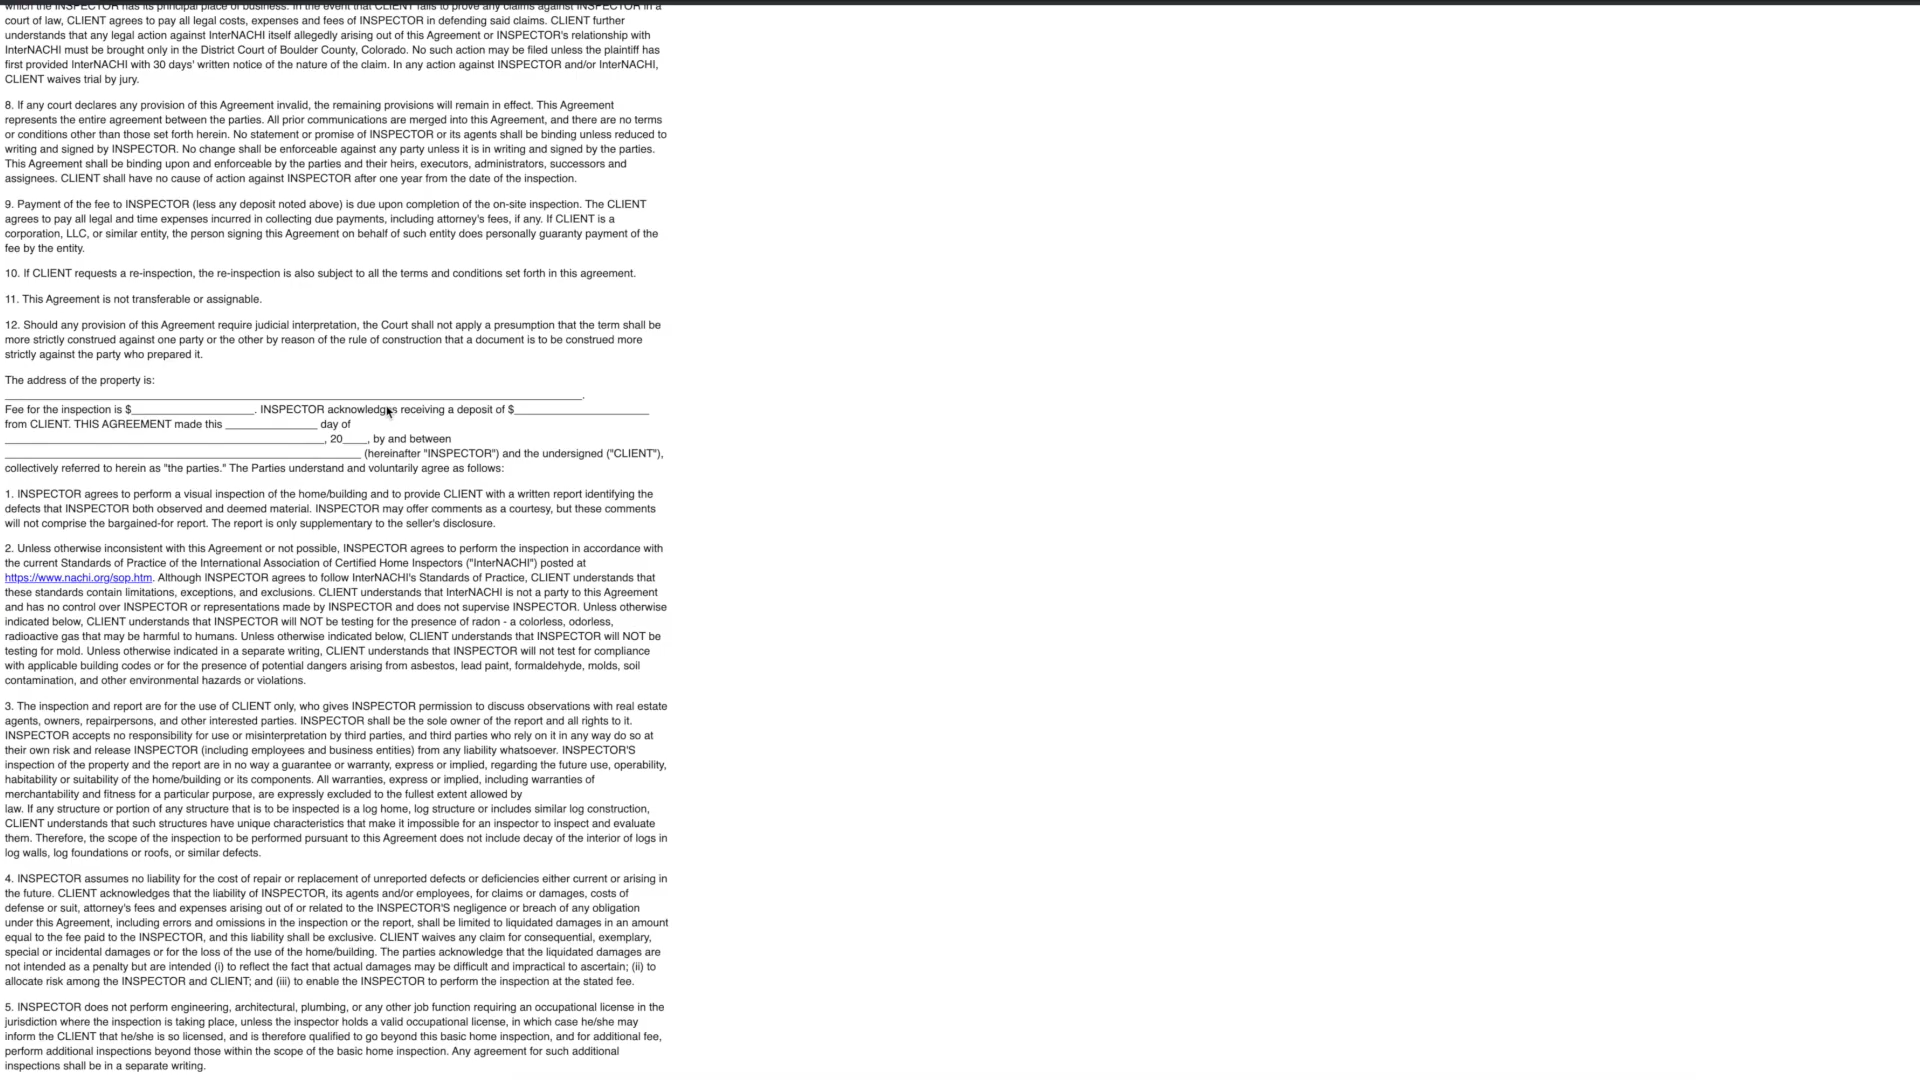 which the INSPECTOR has its principal place of business. In the event that CLIENT fails to prove any claims against INSPECTOR in a
court of law, CLIENT agrees to pay all legal costs, expenses and fees of INSPECTOR in defending said claims. CLIENT further
understands that any legal action against InterNACHI itself allegedly arising out of this Agreement or INSPECTOR's relationship with
InterNACHI must be brought only in the District Court of Boulder County, Colorado. No such action may be filed unless the plaintiff has
first provided InterNACHI with 30 days' written notice of the nature of the claim. In any action against INSPECTOR and/or InterNACHI,
CLIENT waives trial by jury.
8. If any court declares any provision of this Agreement invalid, the remaining provisions will remain in effect. This Agreement
represents the entire agreement between the parties. All prior communications are merged into this Agreement, and there are no terms
or conditions other than those set forth herein. No statement or promise of INSPECTOR or its agents shall be binding unless reduced to
writing and signed by INSPECTOR. No change shall be enforceable against any party unless it is in writing and signed by the parties.
This Agreement shall be binding upon and enforceable by the parties and their heirs, executors, administrators, successors and
assignees. CLIENT shall have no cause of action against INSPECTOR after one year from the date of the inspection.
9. Payment of the fee to INSPECTOR (less any deposit noted above) is due upon completion of the on-site inspection. The CLIENT
agrees to pay all legal and time expenses incurred in collecting due payments, including attorney's fees, if any. If CLIENT is a
corporation, LLC, or similar entity, the person signing this Agreement on behalf of such entity does personally guaranty payment of the
fee by the entity.
10. If CLIENT requests a re-inspection, the re-inspection is also subject to all the terms and conditions set forth in this agreement.
11. This Agreement is not transferable or assignable.
12. Should any provision of this Agreement require judicial interpretation, the Court shall not apply a presumption that the term shall be
more strictly construed against one party or the other by reason of the rule of construction that a document is to be construed more
strictly against the party who prepared it.
The address of the property is:
_______________________________________________________________________________________________.
Fee for the inspection is $____________________. INSPECTOR acknowledges receiving a deposit of $______________________
from CLIENT. THIS AGREEMENT made this _______________ day of
____________________________________________________, 20____, by and between
__________________________________________________________ (hereinafter "INSPECTOR") and the undersigned ("CLIENT"),
collectively referred to herein as "the parties." The Parties understand and voluntarily agree as follows:
1. INSPECTOR agrees to perform a visual inspection of the home/building and to provide CLIENT with a written report identifying the
defects that INSPECTOR both observed and deemed material. INSPECTOR may offer comments as a courtesy, but these comments
will not comprise the bargained-for report. The report is only supplementary to the seller's disclosure.
2. Unless otherwise inconsistent with this Agreement or not possible, INSPECTOR agrees to perform the inspection in accordance with
the current Standards of Practice of the International Association of Certified Home Inspectors ("InterNACHI") posted at
https://www.nachi.org/sop.htm. Although INSPECTOR agrees to follow InterNACHI's Standards of Practice, CLIENT understands that
these standards contain limitations, exceptions, and exclusions. CLIENT understands that InterNACHI is not a party to this Agreement
and has no control over INSPECTOR or representations made by INSPECTOR and does not supervise INSPECTOR. Unless otherwise
indicated below, CLIENT understands that INSPECTOR will NOT be testing for the presence of radon - a colorless, odorless,
radioactive gas that may be harmful to humans. Unless otherwise indicated below, CLIENT understands that INSPECTOR will NOT be
testing for mold. Unless otherwise indicated in a separate writing, CLIENT understands that INSPECTOR will not test for compliance
with applicable building codes or for the presence of potential dangers arising from asbestos, lead paint, formaldehyde, molds, soil
contamination, and other environmental hazards or violations.
3. The inspection and report are for the use of CLIENT only, who gives INSPECTOR permission to discuss observations with real estate
agents, owners, repairpersons, and other interested parties. INSPECTOR shall be the sole owner of the report and all rights to it.
INSPECTOR accepts no responsibility for use or misinterpretation by third parties, and third parties who rely on it in any way do so at
their own risk and release INSPECTOR (including employees and business entities) from any liability whatsoever. INSPECTOR'S
inspection of the property and the report are in no way a guarantee or warranty, express or implied, regarding the future use, operability,
habitability or suitability of the home/building or its components. All warranties, express or implied, including warranties of
merchantability and fitness for a particular purpose, are expressly excluded to the fullest extent allowed by
law. If any structure or portion of any structure that is to be inspected is a log home, log structure or includes similar log construction,
CLIENT understands that such structures have unique characteristics that make it impossible for an inspector to inspect and evaluate
them. Therefore, the scope of the inspection to be performed pursuant to this Agreement does not include decay of the interior of logs in
log walls, log foundations or roofs, or similar defects.
4. INSPECTOR assumes no liability for the cost of repair or replacement of unreported defects or deficiencies either current or arising in
the future. CLIENT acknowledges that the liability of INSPECTOR, its agents and/or employees, for claims or damages, costs of
defense or suit, attorney's fees and expenses arising out of or related to the INSPECTOR'S negligence or breach of any obligation
under this Agreement, including errors and omissions in the inspection or the report, shall be limited to liquidated damages in an amount
equal to the fee paid to the INSPECTOR, and this liability shall be exclusive. CLIENT waives any claim for consequential, exemplary,
special or incidental damages or for the loss of the use of the home/building. The parties acknowledge that the liquidated damages are
not intended as a penalty but are intended (i) to reflect the fact that actual damages may be difficult and impractical to ascertain; (ii) to
allocate risk among the INSPECTOR and CLIENT; and (iii) to enable the INSPECTOR to perform the inspection at the stated fee.
5. INSPECTOR does not perform engineering, architectural, plumbing, or any other job function requiring an occupational license in the
jurisdiction where the inspection is taking place, unless the inspector holds a valid occupational license, in which case he/she may
inform the CLIENT that he/she is so licensed, and is therefore qualified to go beyond this basic home inspection, and for additional fee,
perform additional inspections beyond those within the scope of the basic home inspection. Any agreement for such additional
inspections shall be in a separate writing.